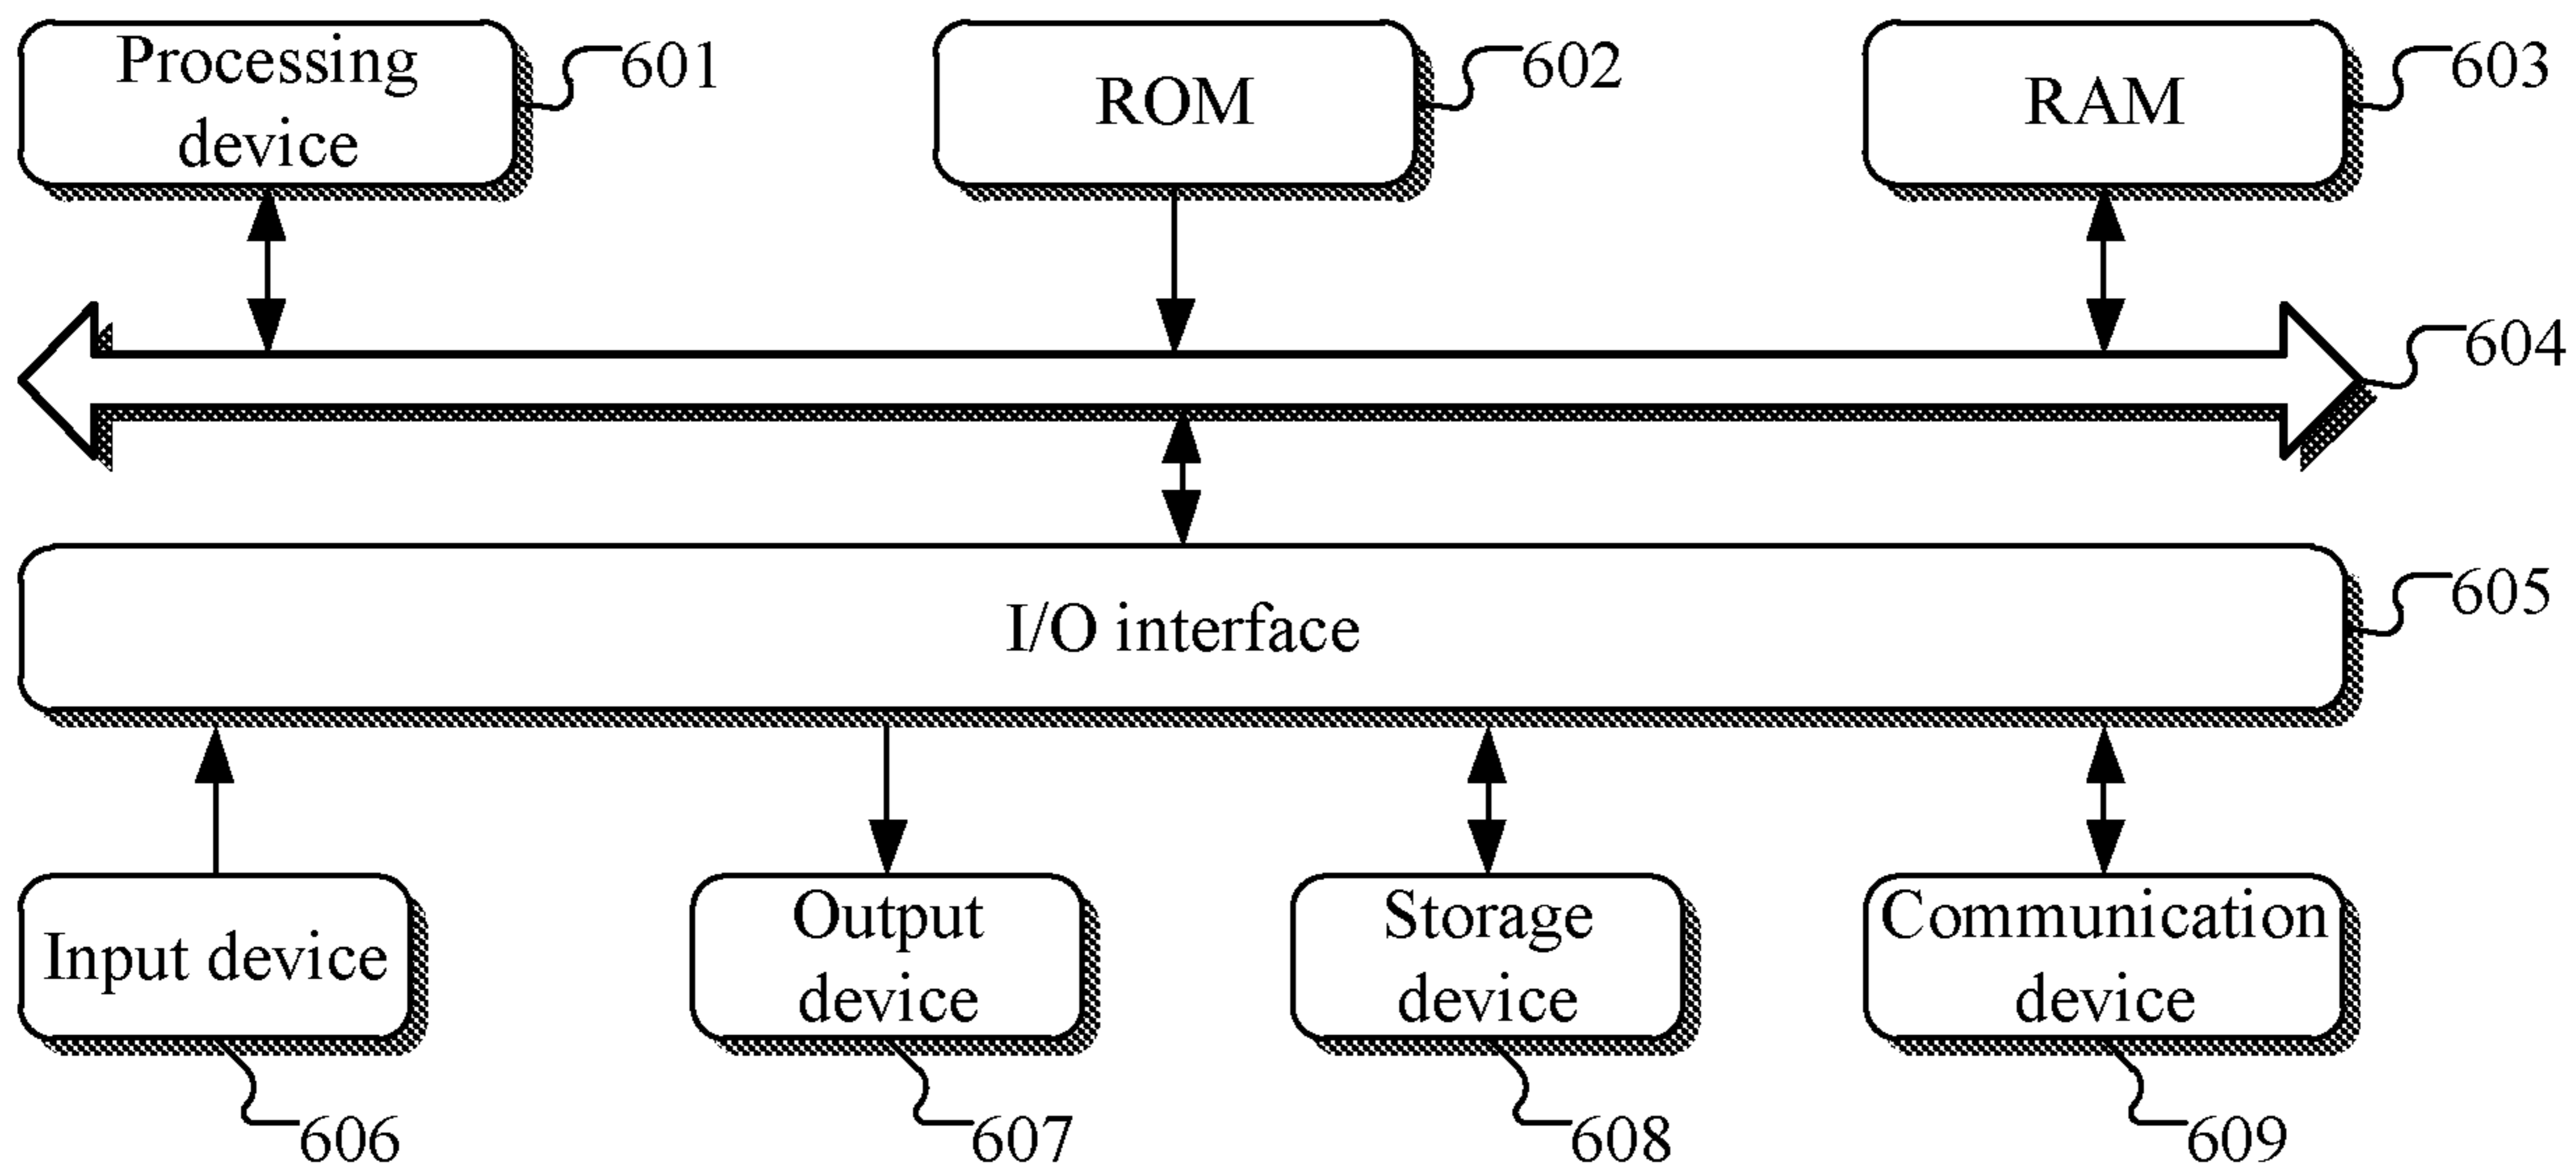 Processing
device
601
ROM
602
RAM
603
604
I/O interface
605
Input device
Output
device
Storage
device
Communication
device
606
607
608
609